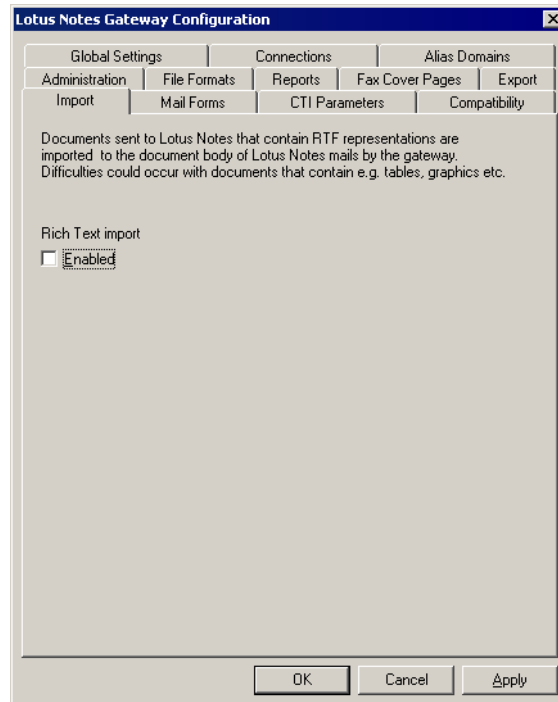 Lotus Notes Gateway Configuration
Global Settings Connections Alias Domains
Administration File Formats Reports Fax Cover Pages Export
Import Mail Forms CTI Parameters Compatibility
Documents sent to Lotus Notes that contain RTF representations are
imported to the document body of Lotus Notes mails by the gateway.
Difficulties could occur with documents that contain e.g. tables, graphics etc.
Rich Text import
Enabled
OK Cancel Apply